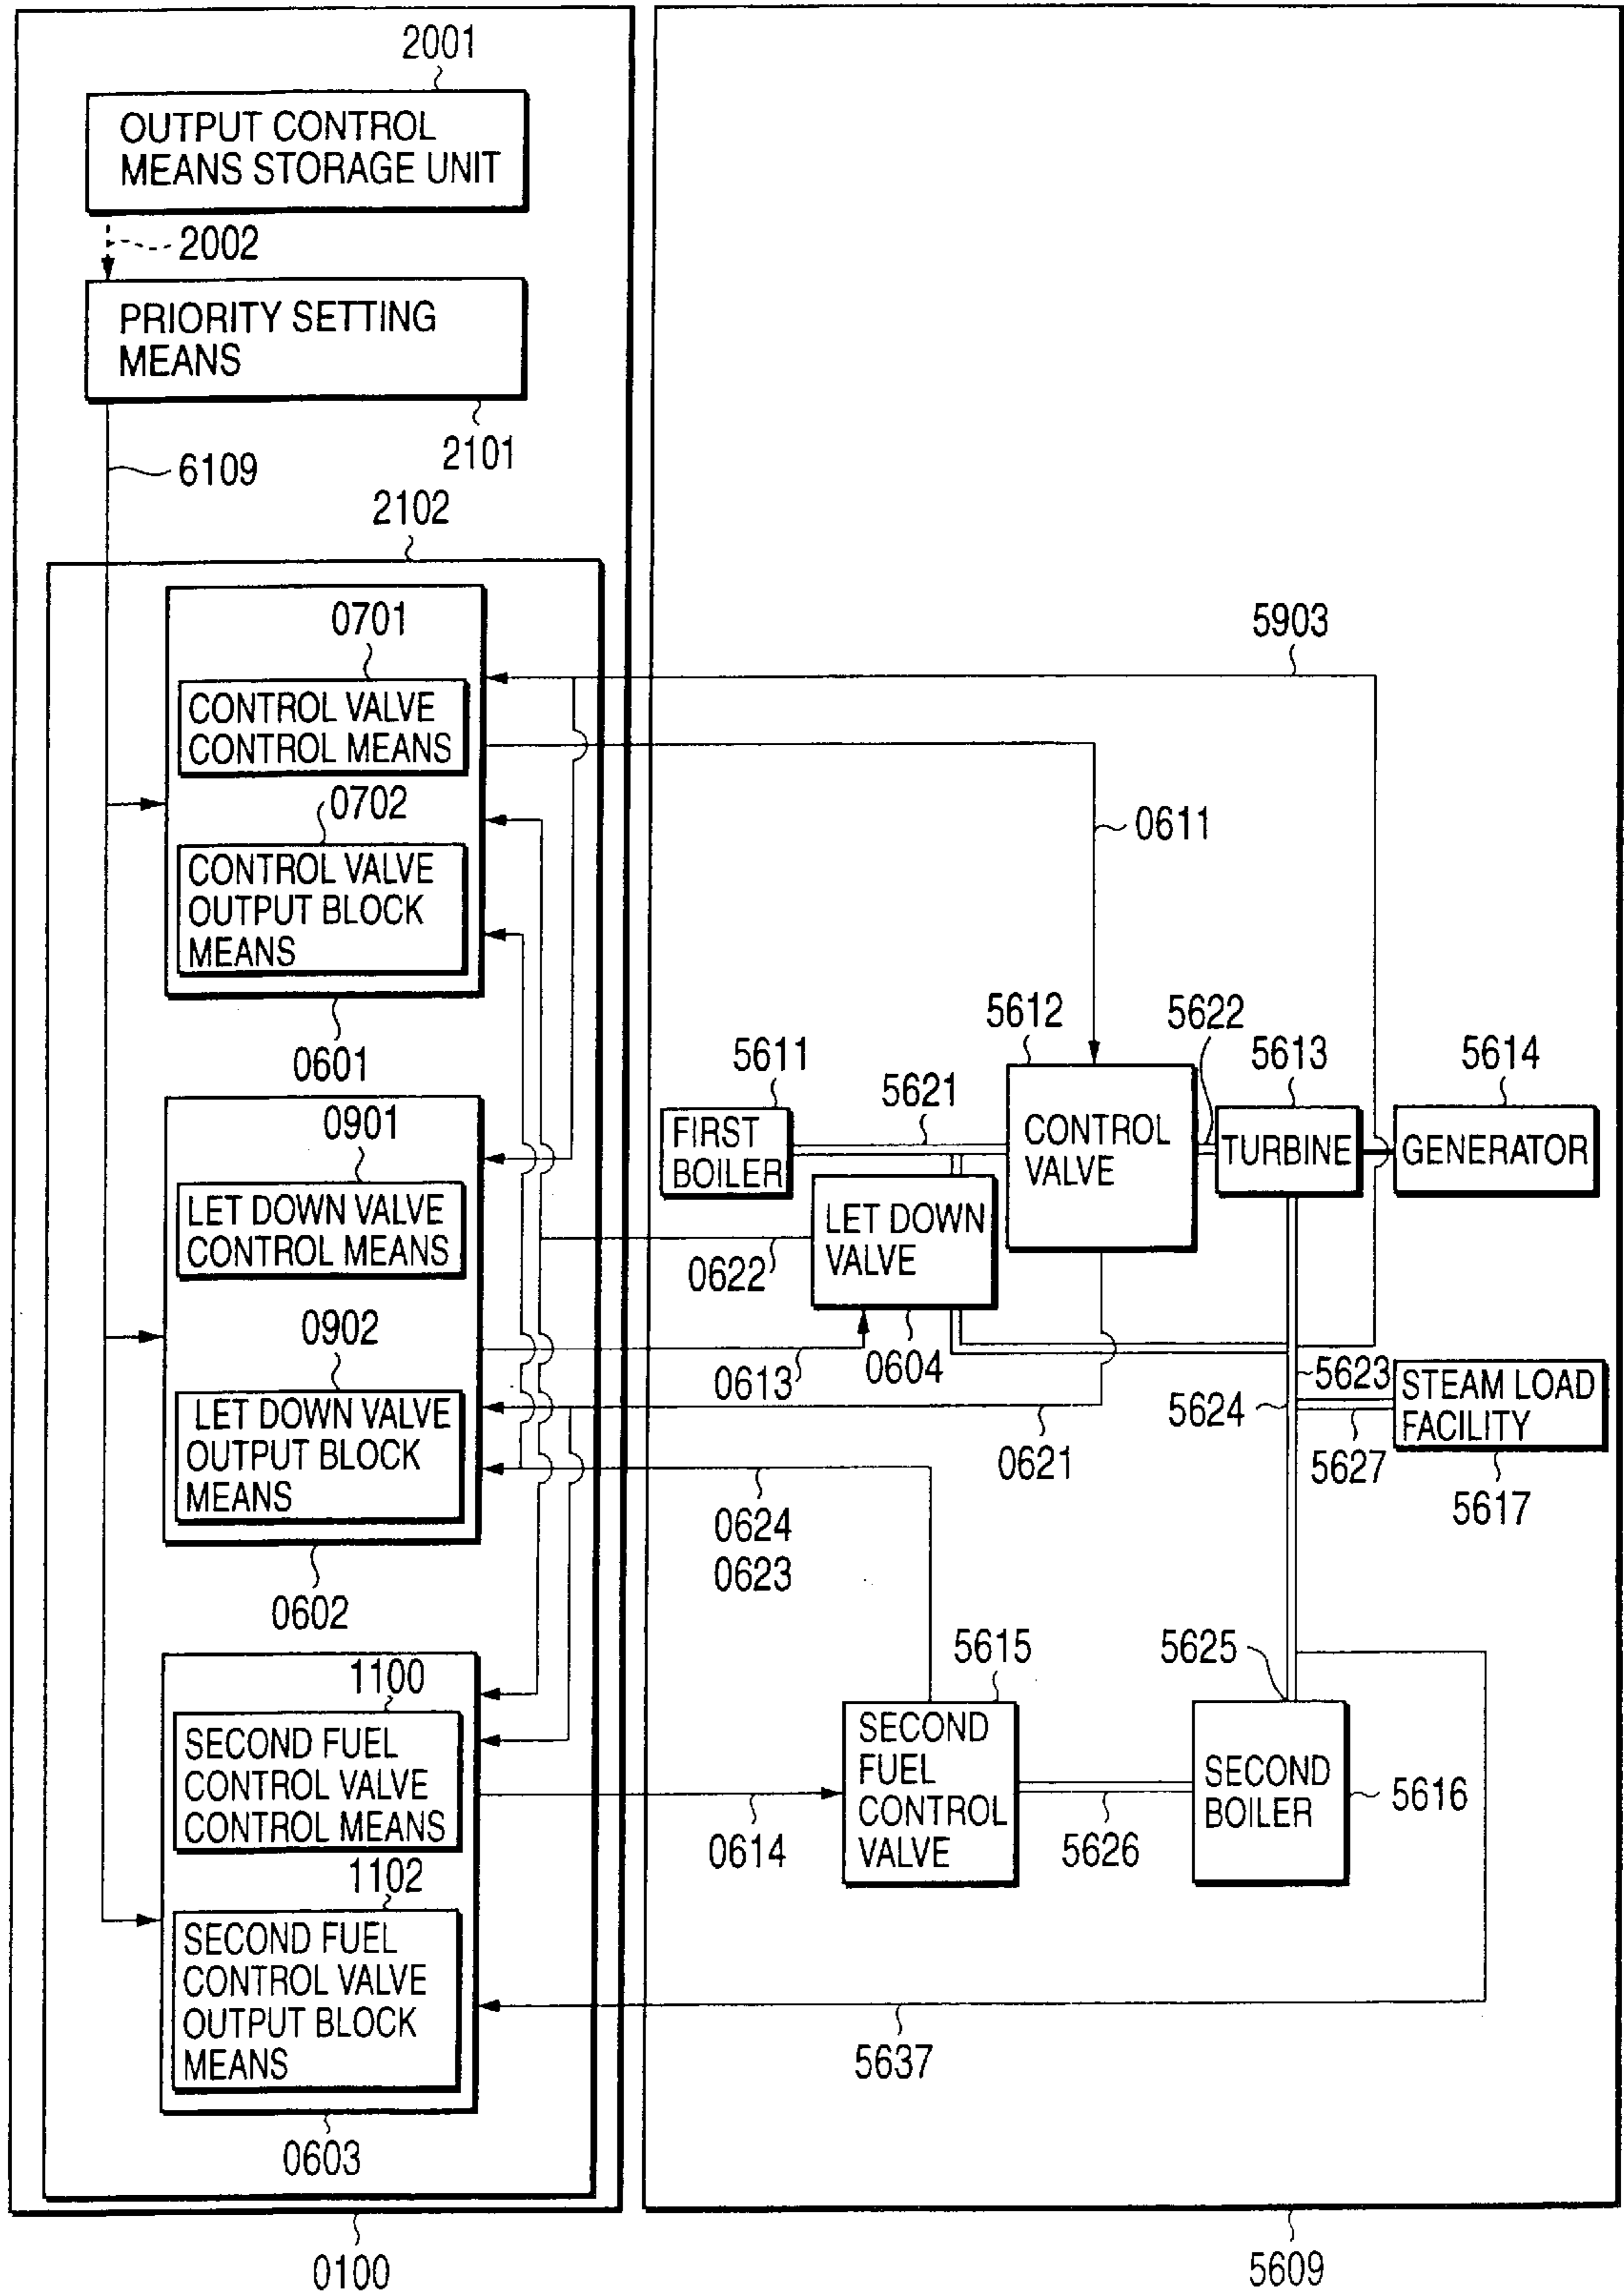 2001
OUTPUT CONTROL
MEANS STORAGE UNIT
2002
PRIORITY SETTING
MEANS
2101
6109
2102
0701
CONTROL VALVE
CONTROL MEANS
0702
CONTROL VALVE
OUTPUT BLOCK
MEANS
0601
0901
LET DOWN VALVE
CONTROL MEANS
0902
LET DOWN VALVE
OUTPUT BLOCK
MEANS
0602
1100
SECOND FUEL
CONTROL VALVE
CONTROL MEANS
1102
SECOND FUEL
CONTROL VALVE
OUTPUT BLOCK
MEANS
0603
0100
5903
0611
5611
FIRST
BOILER
5621
5612
CONTROL
VALVE
5622
5613
TURBINE
5614
GENERATOR
LET DOWN
VALVE
0622
0613
0604
5623
5624
STEAM LOAD
FACILITY
5627
5617
0621
0624
0623
5615
SECOND
FUEL
CONTROL
VALVE
0614
5626
5625
SECOND
BOILER
5616
5637
5609